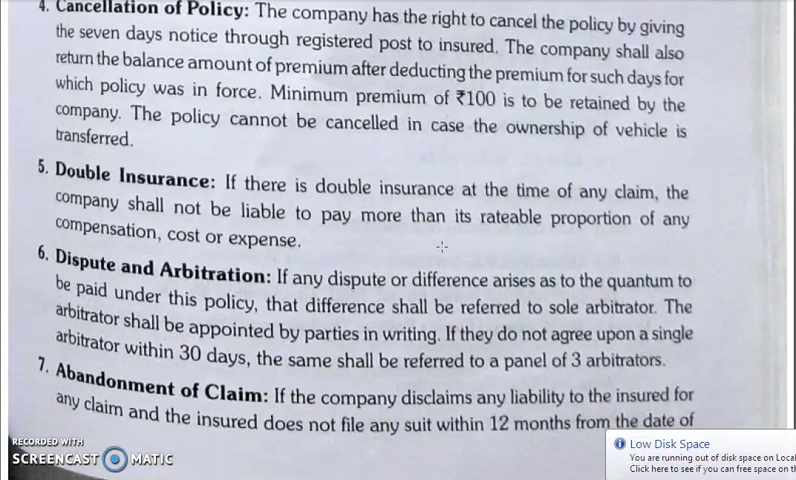 4. Cancellation of Policy: The company has the right to cancel the policy by giving
the seven days notice through registered post to insured. The company shall also
return the balance amount of premium after deducting the premium for such days for
which policy was in force. Minimum premium of ₹100 is to be retained by the
company. The policy cannot be cancelled in case the ownership of vehicle is
transferred.
5. Double Insurance: If there is double insurance at the time of any claim, the
company shall not be liable to pay more than its rateable proportion of any
compensation, cost or expense.
6. Dispute and Arbitration: If any dispute or difference arises as to the quantum to
be paid under this policy, that difference shall be referred to sole arbitrator. The
arbitrator shall be appointed by parties in writing. If they do not agree upon a single
arbitrator within 30 days, the same shall be referred to a panel of 3 arbitrators.
7. Abandonment of Claim: If the company disclaims any liability to the insured for
any claim and the insured does not file any suit within 12 months from the date of
RECORDED WITH
SCREENCAST MATIC
Low Disk Space
You are running out of disk space on Local
Click here to see if you can free space on